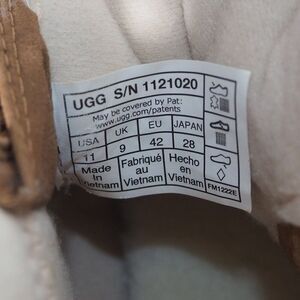 UGG S/N 1121020
May be covered by Pat:
www.ugg.com/patents
USA UK EU JAPAN
11 9 42 28
Made in Vietnam
Fabriqué au Vietnam
Hecho en Vietnam
FM1222E